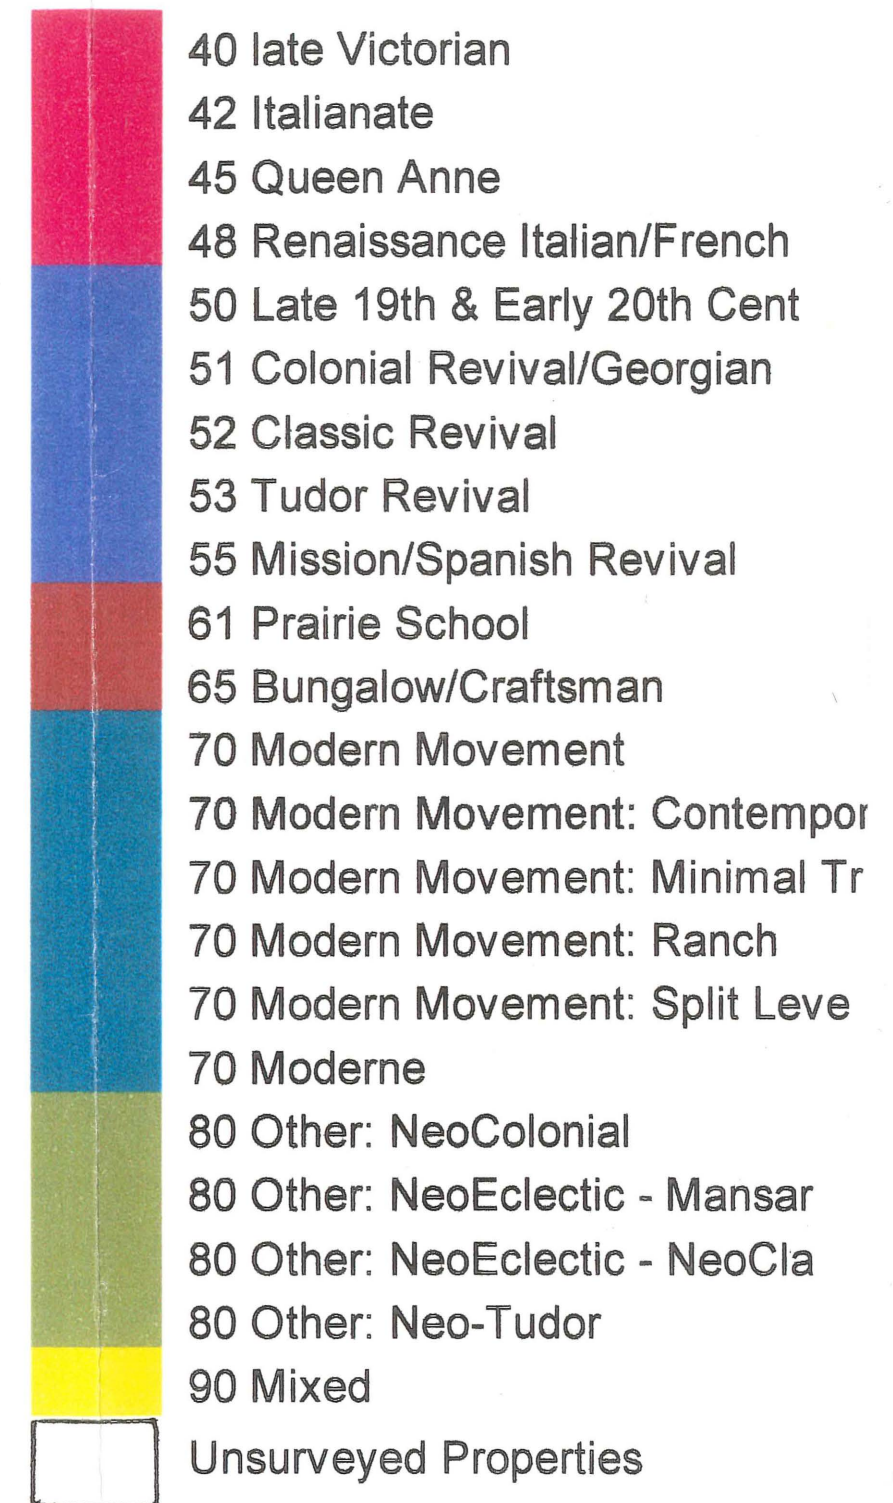 40 late Victorian
42 Italianate
45 Queen Anne
48 Renaissance Italian/French
50 Late 19th & Early 20th Cent
51 Colonial Revival/Georgian
52 Classic Revival
53 Tudor Revival
55 Mission/Spanish Revival
61 Prairie School
65 Bungalow/Craftsman
70 Modern Movement
70 Modern Movement: Contempor
70 Modern Movement: Minimal Tr
70 Modern Movement: Ranch
70 Modern Movement: Split Leve
70 Moderne
80 Other: NeoColonial
80 Other: NeoEclectic - Mansar
80 Other: NeoEclectic - NeoCla
80 Other: Neo-Tudor
90 Mixed
Unsurveyed Properties